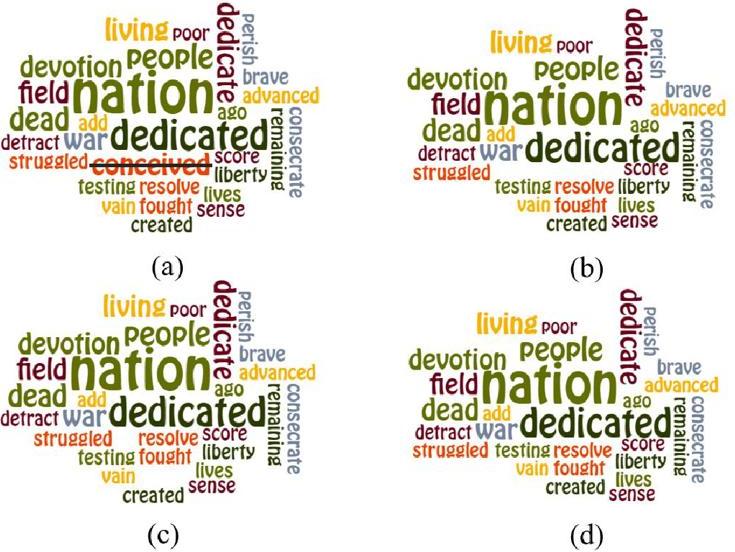 living poor dedicate perish
devotion people brave
field nation advanced
dead add ago remaining consecrate
detract war dedicated
struggled conceived score
testing resolve liberty
vain fought lives
created sense
(a)
living poor dedicate perish
devotion people brave
field nation advanced
dead add ago remaining consecrate
detract war dedicated
struggled score
testing resolve liberty
vain fought lives
created sense
(b)
living poor dedicate perish
devotion people brave
field nation advanced
dead add ago remaining consecrate
detract war dedicated
struggled resolve score
testing fought liberty
vain lives
created sense
(c)
living poor dedicate perish
devotion people brave
field nation advanced
dead add ago remaining consecrate
detract war dedicated
struggled testing resolve score
vain fought liberty
created lives
sense
(d)